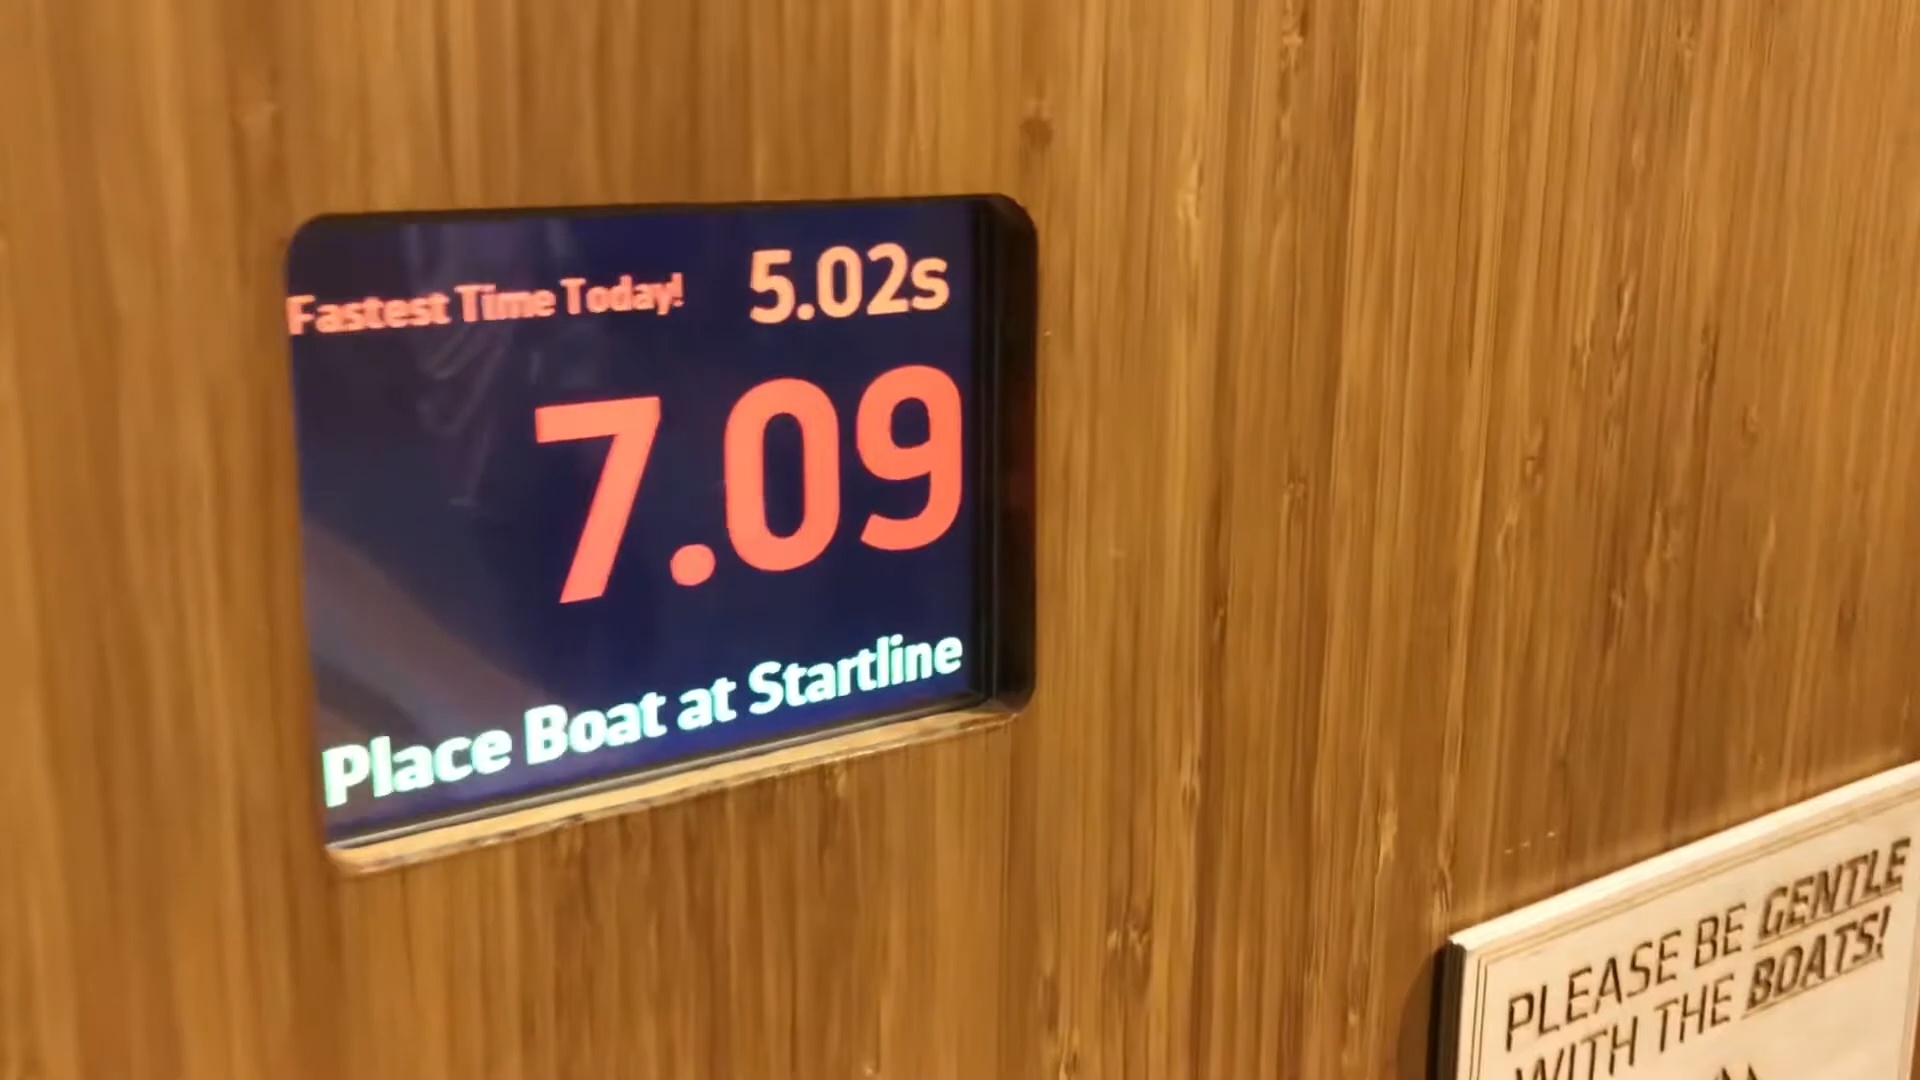 Fastest Time Today! 5.02s
7.09
Place Boat at Startline
PLEASE BE GENTLE
WITH THE BOATS!